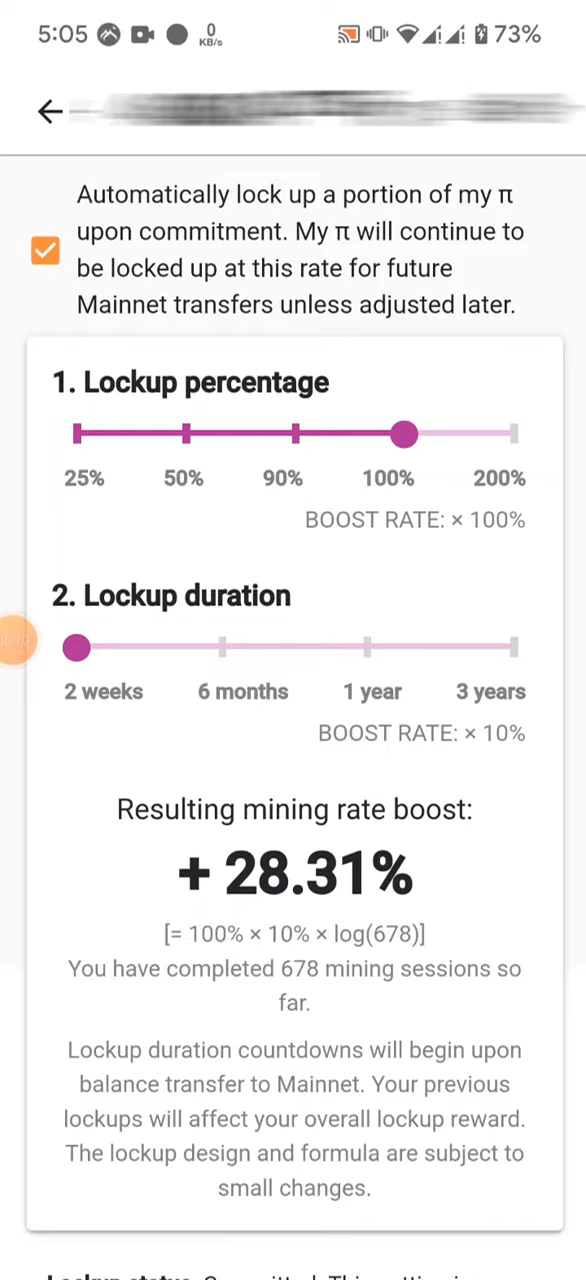 5:05
0
KB/s
73%
Automatically lock up a portion of my π
upon commitment. My π will continue to
be locked up at this rate for future
Mainnet transfers unless adjusted later.
1. Lockup percentage
25% 50% 90% 100% 200%
BOOST RATE: × 100%
2. Lockup duration
2 weeks 6 months 1 year 3 years
BOOST RATE: × 10%
Resulting mining rate boost:
+ 28.31%
[= 100% × 10% × log(678)]
You have completed 678 mining sessions so
far.
Lockup duration countdowns will begin upon
balance transfer to Mainnet. Your previous
lockups will affect your overall lockup reward.
The lockup design and formula are subject to
small changes.